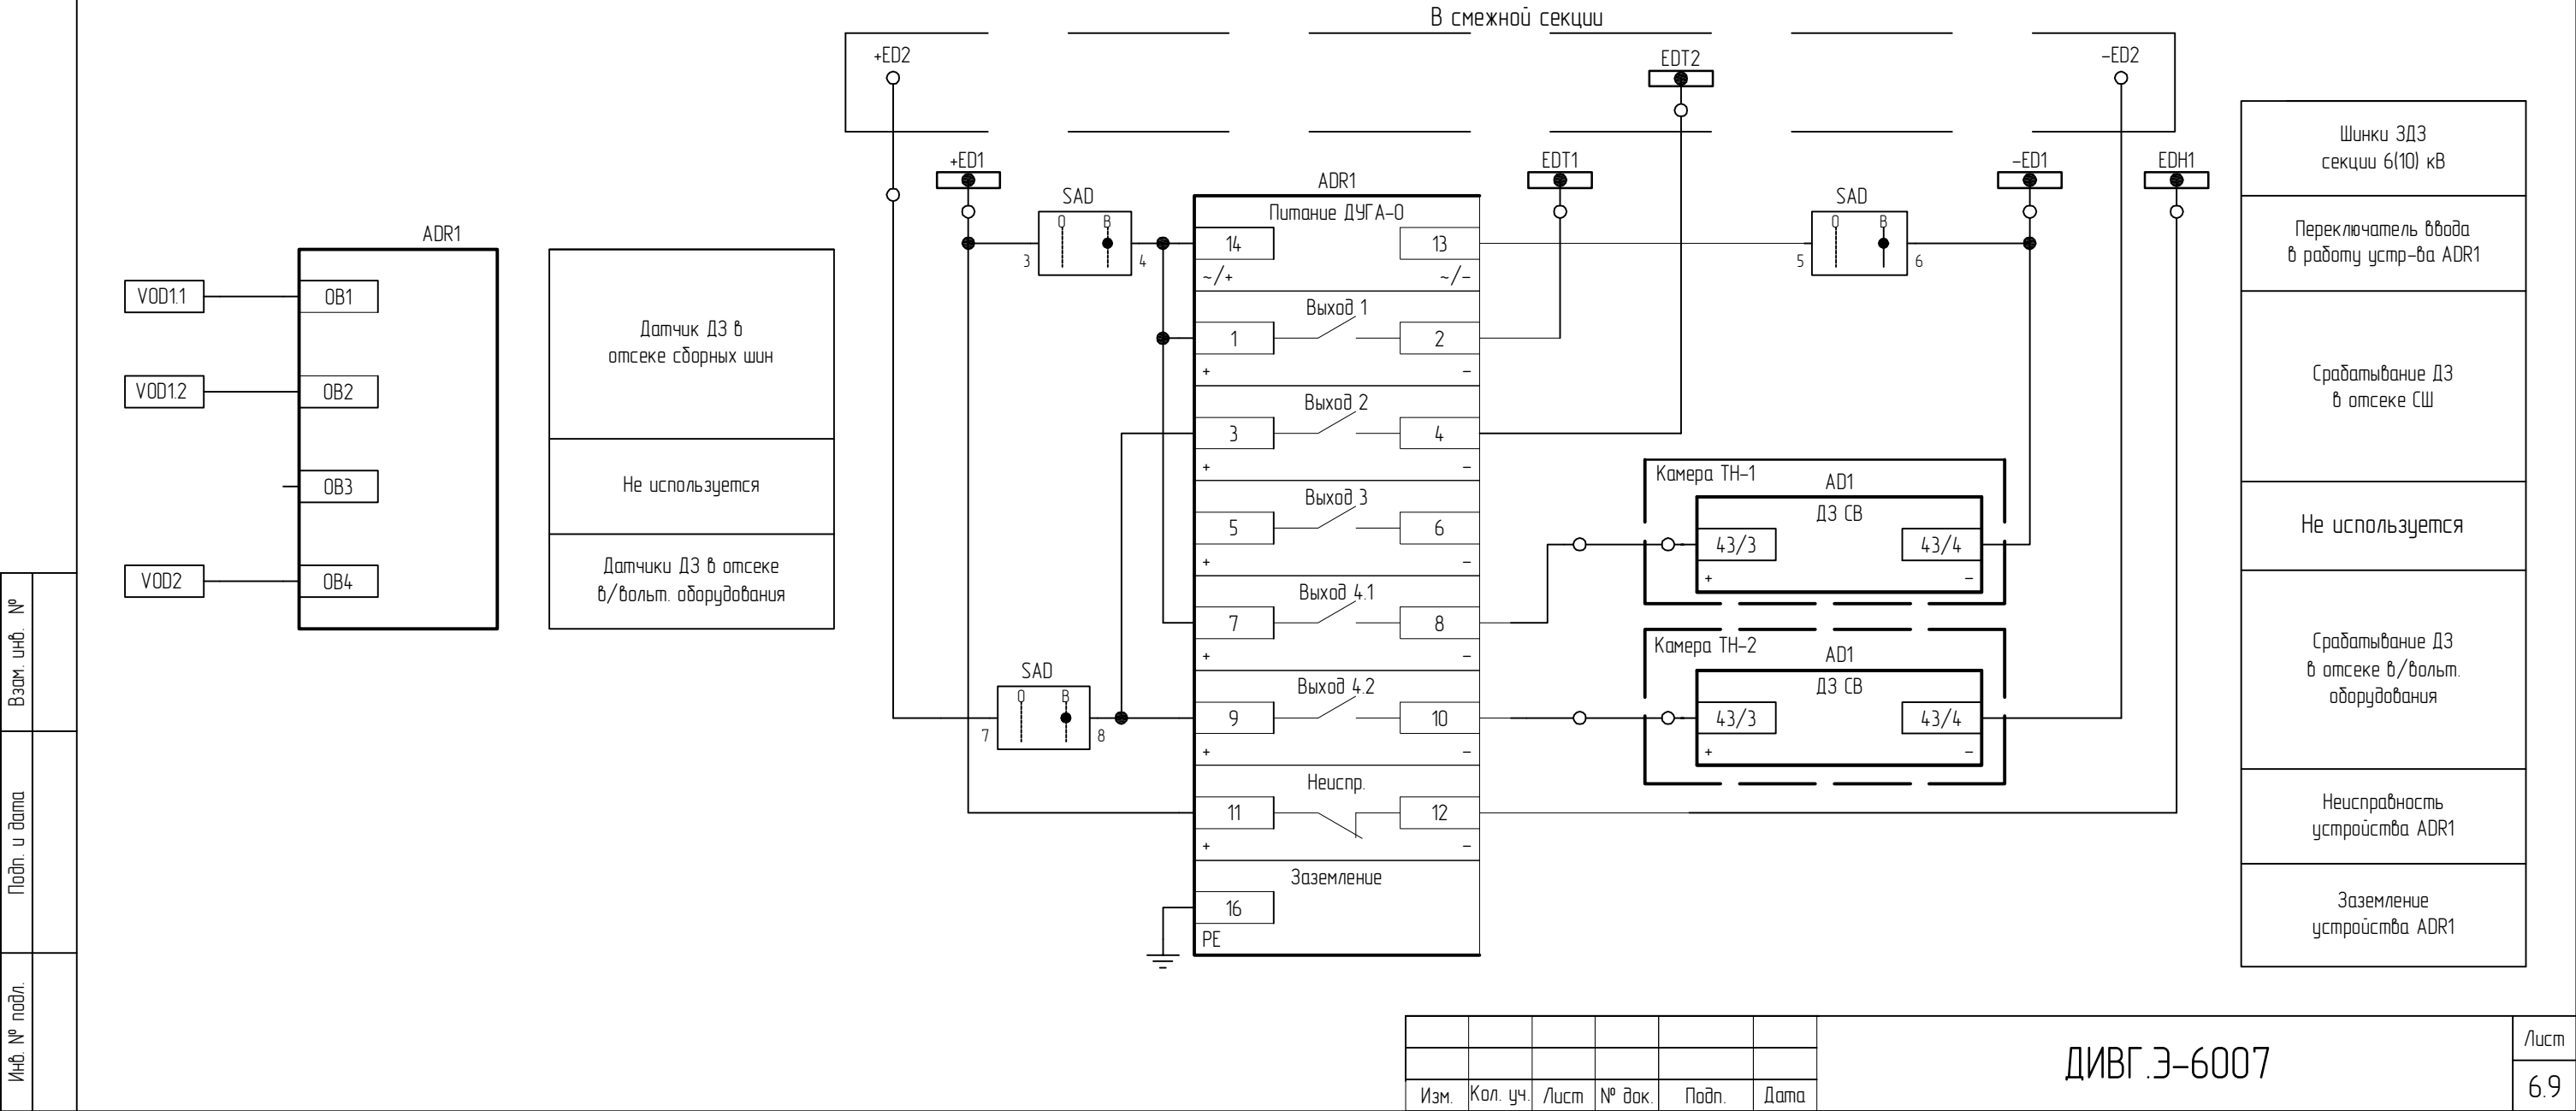 В смежной секции
+ED2
EDT2
-ED2
+ED1
EDT1
-ED1
EDH1
ADR1
VOD1.1
OB1
VOD1.2
OB2
OB3
VOD2
OB4
Датчик ДЗ в
отсеке сборных шин
Не используется
Датчики ДЗ в отсеке
в/вольт. оборудования
SAD
0
В
3
4
SAD
0
В
7
8
ADR1
Питание ДУГА-О
14
13
~/+
~/-
Выход 1
1
2
+
-
Выход 2
3
4
+
-
Выход 3
5
6
+
-
Выход 4.1
7
8
+
-
Выход 4.2
9
10
+
-
Неиспр.
11
12
+
-
Заземление
16
PE
SAD
0
В
5
6
Камера ТН-1
AD1
ДЗ СВ
43/3
43/4
+
-
Камера ТН-2
AD1
ДЗ СВ
43/3
43/4
+
-
Шинки ЗДЗ
секции 6(10) кВ
Переключатель ввода
в работу устр-ва ADR1
Срабатывание ДЗ
в отсеке СШ
Не используется
Срабатывание ДЗ
в отсеке в/вольт.
оборудования
Неисправность
устройства ADR1
Заземление
устройства ADR1
Взам. инв. №
Подп. и дата
Инв. № подл.
Изм.
Кол. уч.
Лист
№ док.
Подп.
Дата
ДИВГ.Э-6007
Лист
6.9